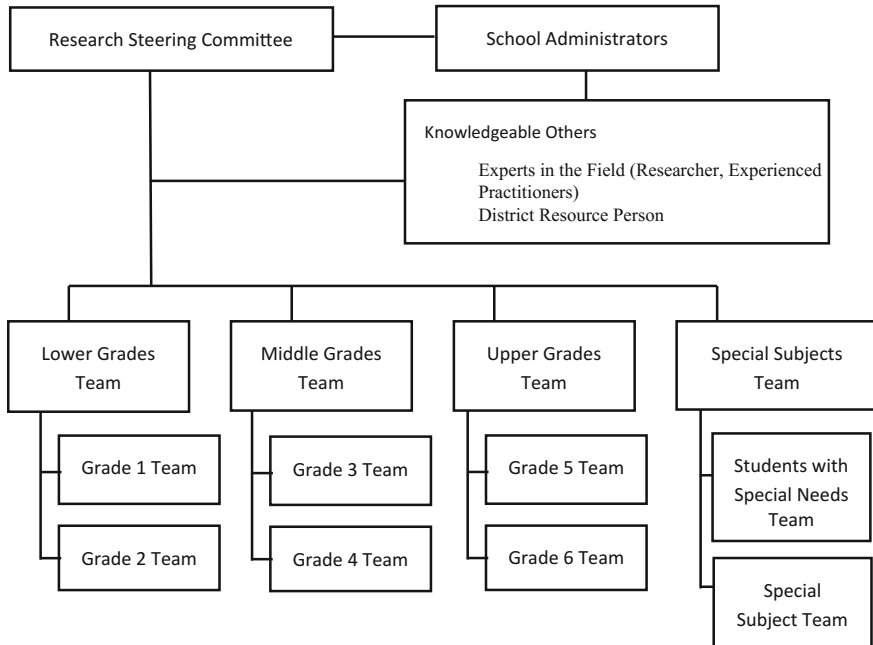 Research Steering Committee
School Administrators
Knowledgeable Others
Experts in the Field (Researcher, Experienced
Practitioners)
District Resource Person
Lower Grades
Team
Middle Grades
Team
Upper Grades
Team
Special Subjects
Team
Grade 1 Team
Grade 2 Team
Grade 3 Team
Grade 4 Team
Grade 5 Team
Grade 6 Team
Students with
Special Needs
Team
Special
Subject Team